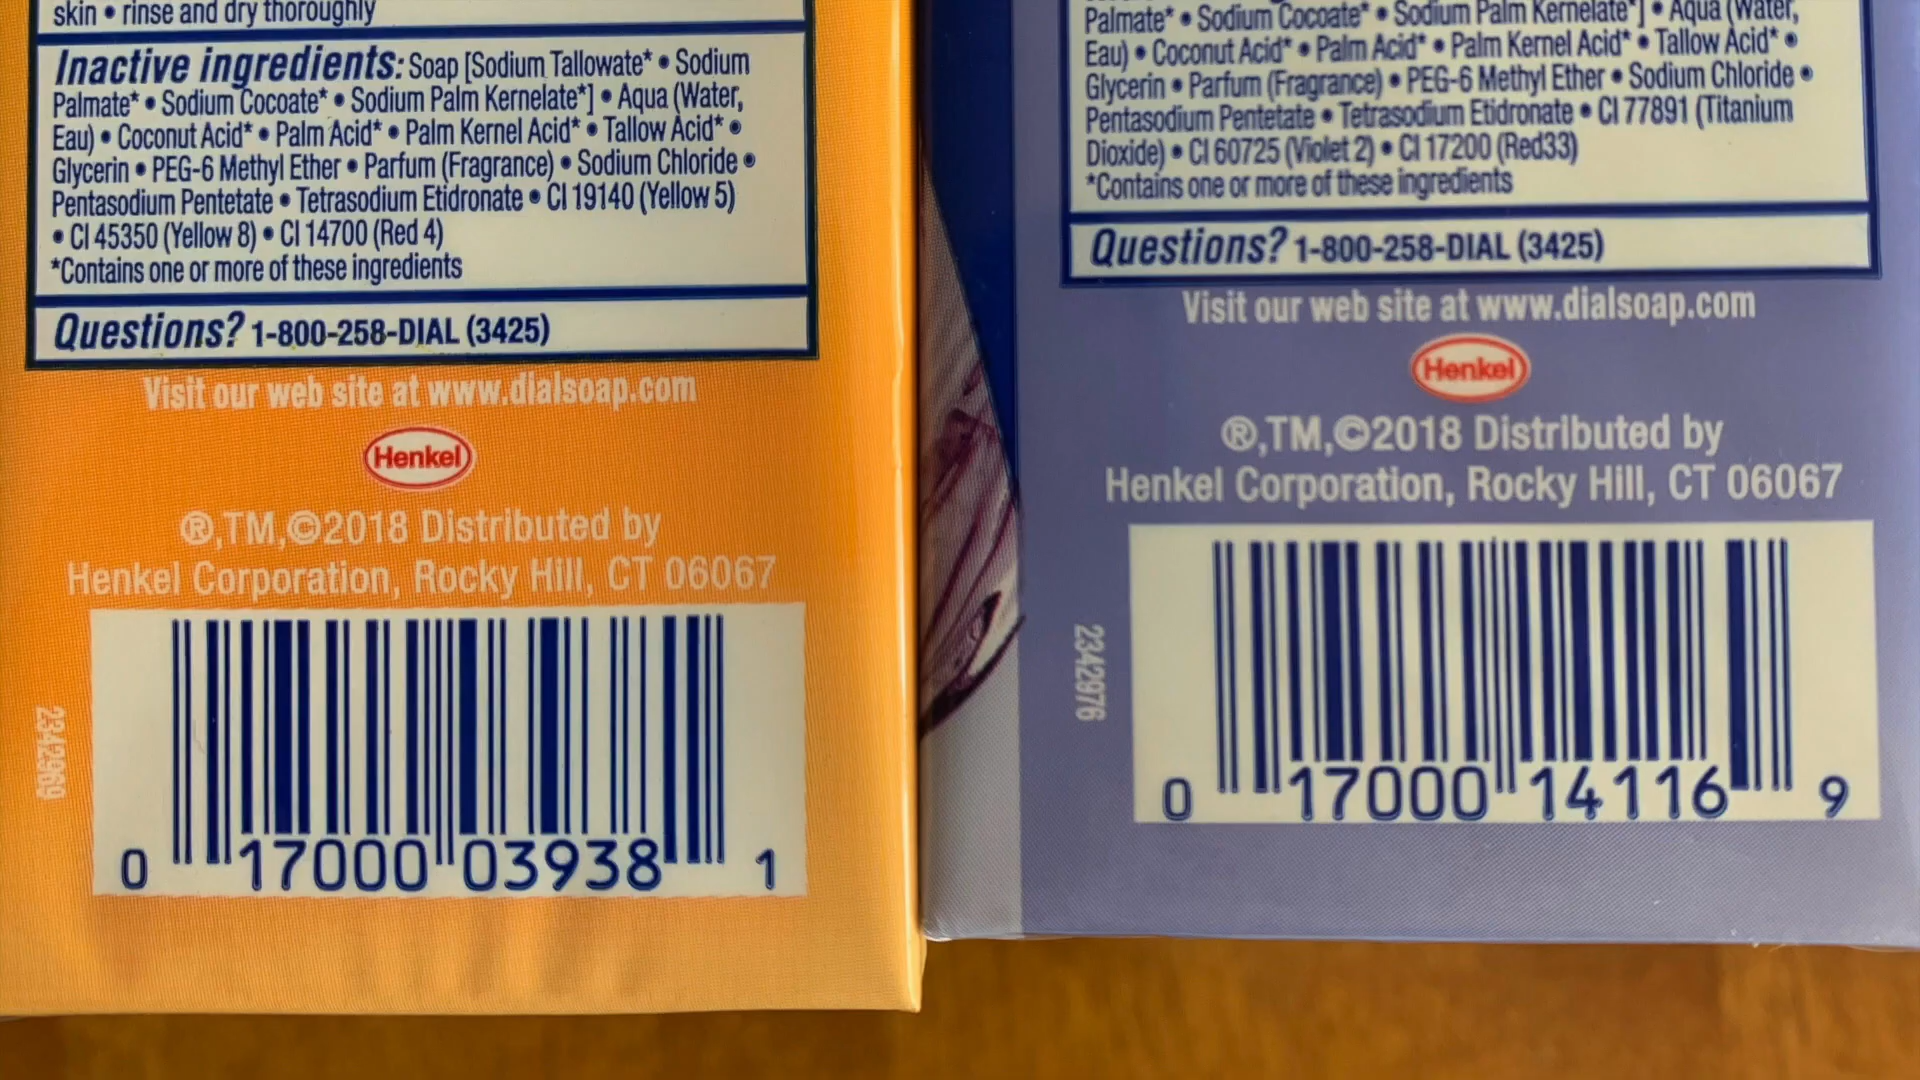 skin • rinse and dry thoroughly
Inactive ingredients: Soap [Sodium Tallowate* • Sodium
Palmate* • Sodium Cocoate* • Sodium Palm Kernelate*] • Aqua (Water,
Eau) • Coconut Acid* • Palm Acid* • Palm Kernel Acid* • Tallow Acid* •
Glycerin • PEG-6 Methyl Ether • Parfum (Fragrance) • Sodium Chloride •
Pentasodium Pentetate • Tetrasodium Etidronate • CI 19140 (Yellow 5)
• CI 45350 (Yellow 8) • CI 14700 (Red 4)
*Contains one or more of these ingredients
Questions? 1-800-258-DIAL (3425)
Visit our web site at www.dialsoap.com
Henkel
®,TM,©2018 Distributed by
Henkel Corporation, Rocky Hill, CT 06067
2342969
0 17000 03938 1
Palmate* • Sodium Cocoate* • Sodium Palm Kernelate*] • Aqua (Water,
Eau) • Coconut Acid* • Palm Acid* • Palm Kernel Acid* • Tallow Acid* •
Glycerin • Parfum (Fragrance) • PEG-6 Methyl Ether • Sodium Chloride •
Pentasodium Pentetate • Tetrasodium Etidronate • CI 77891 (Titanium
Dioxide) • CI 60725 (Violet 2) • CI 17200 (Red33)
*Contains one or more of these ingredients
Questions? 1-800-258-DIAL (3425)
Visit our web site at www.dialsoap.com
Henkel
®,TM,©2018 Distributed by
Henkel Corporation, Rocky Hill, CT 06067
2342976
0 17000 14116 9